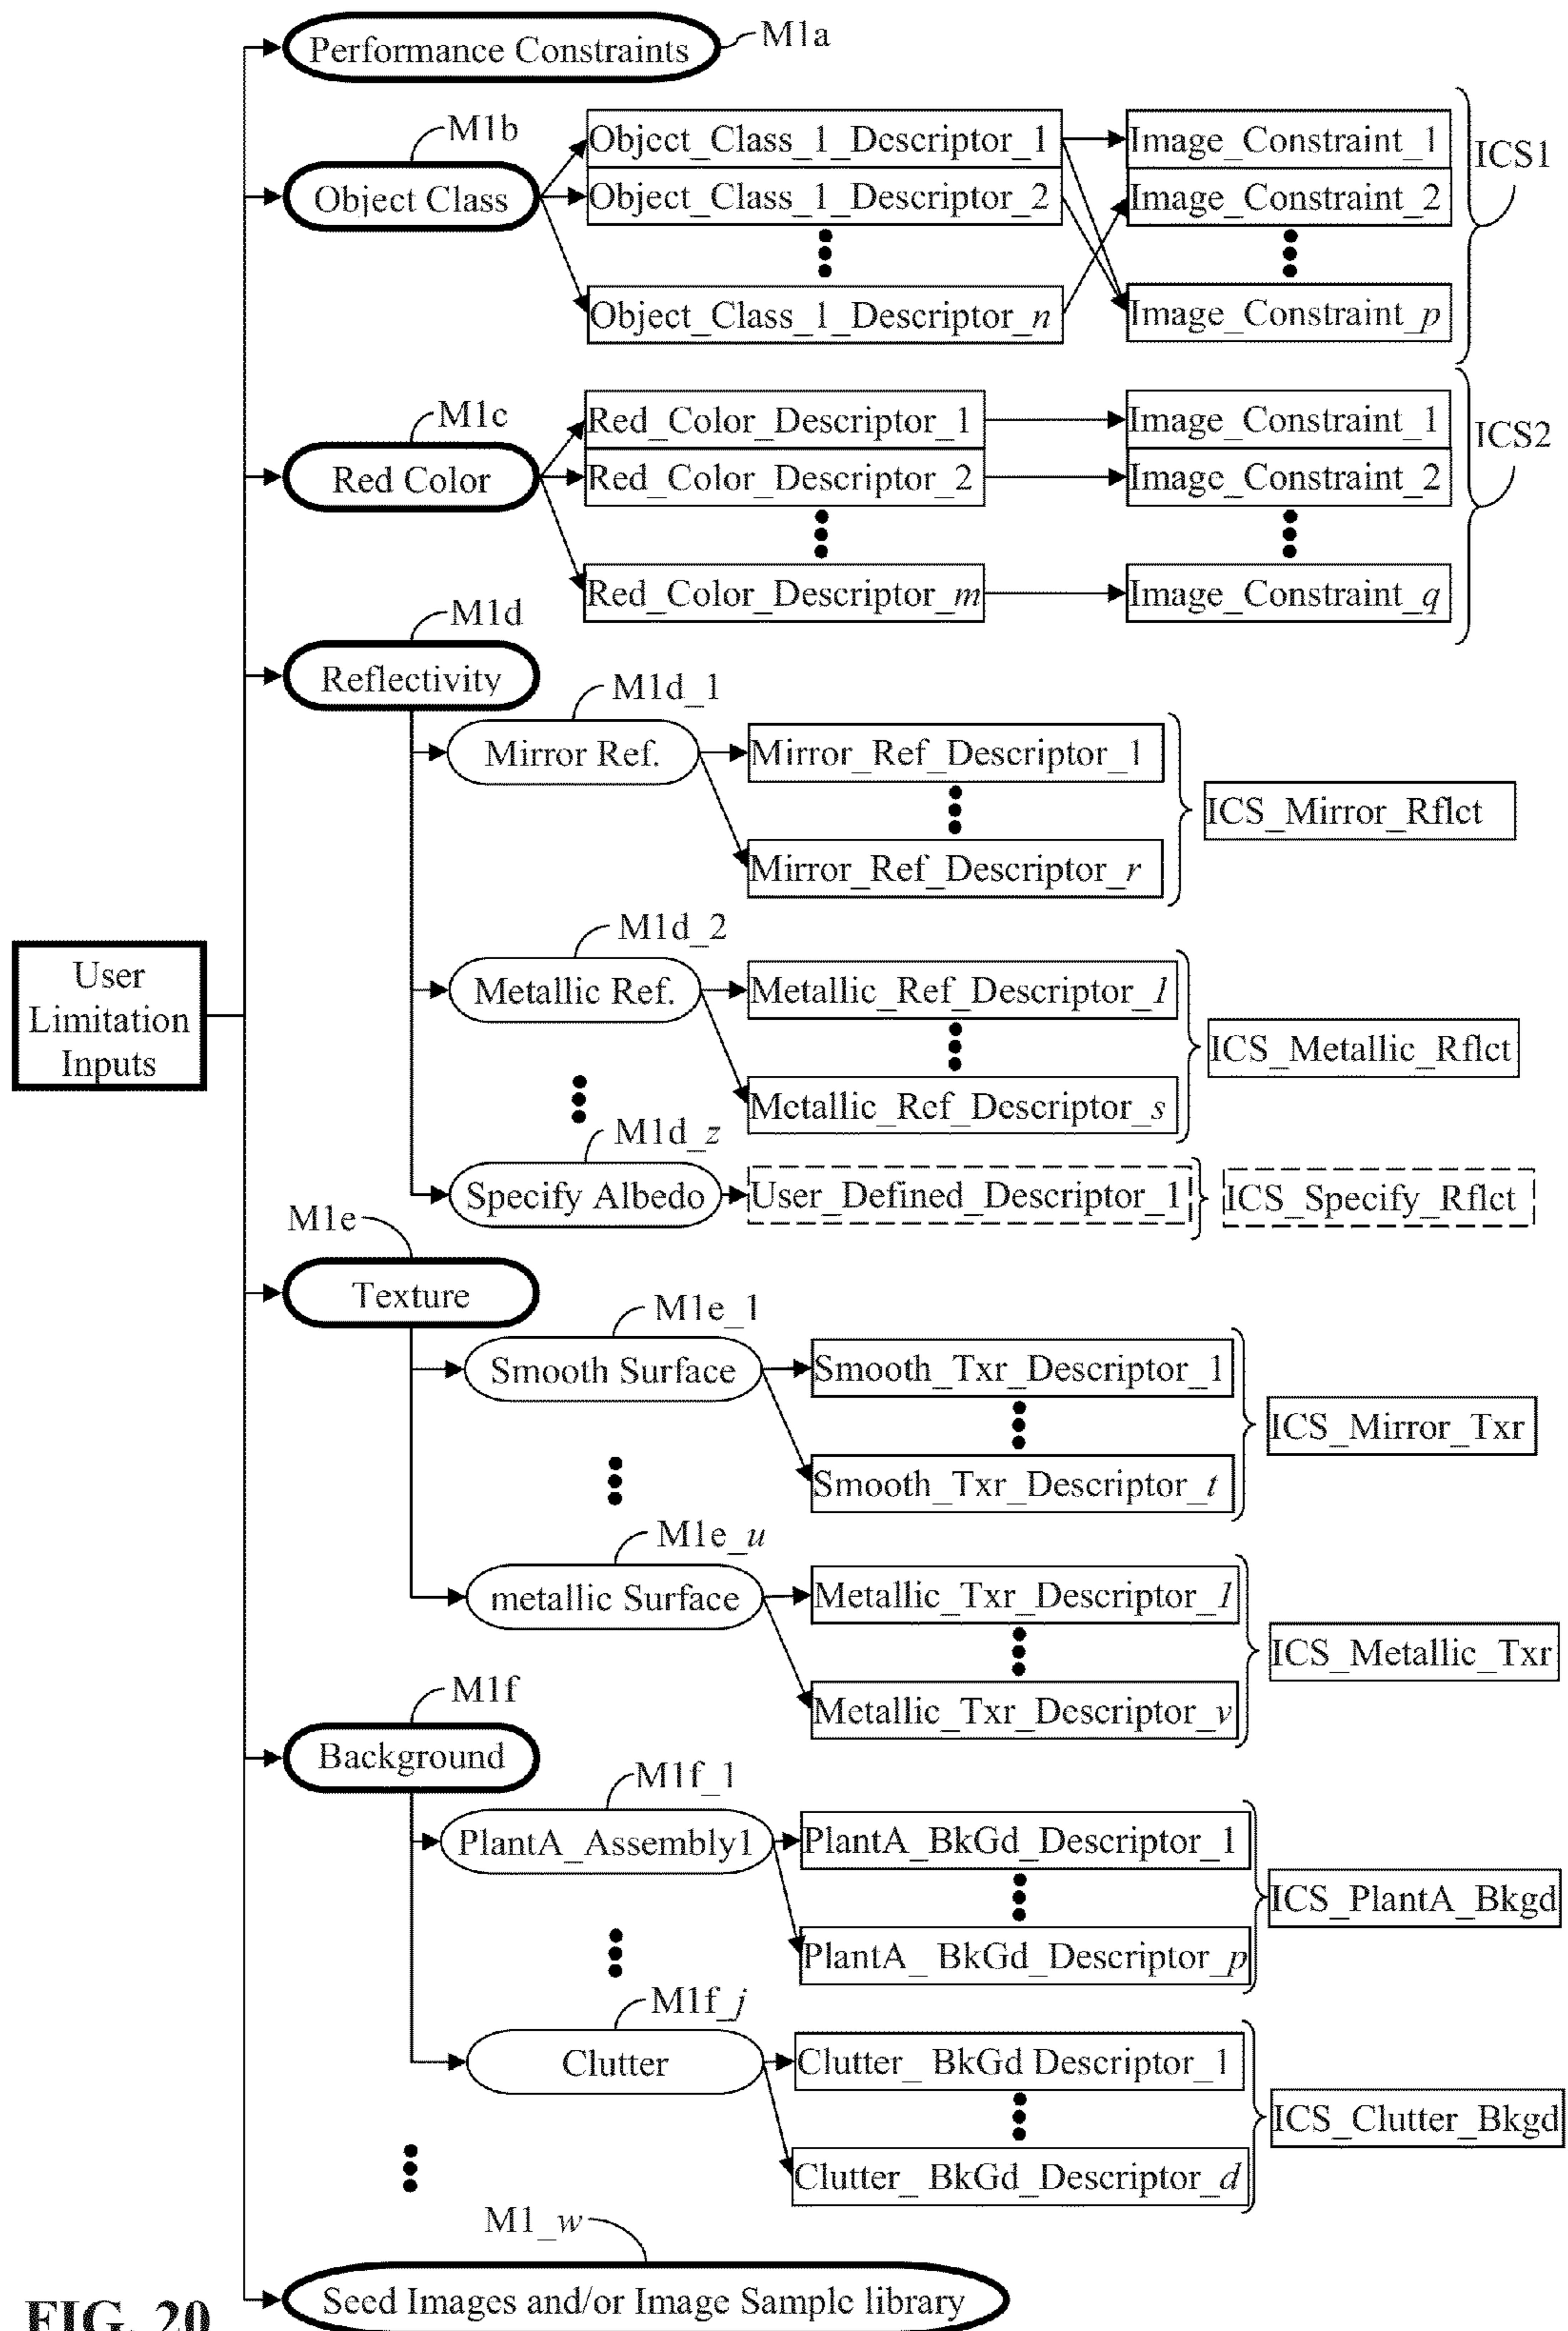 Performance Constraints
M1a
M1b
Object Class
Object_Class_1_Descriptor_1
Object_Class_1_Descriptor_2
Object_Class_1_Descriptor_n
Image_Constraint_1
Image_Constraint_2
Image_Constraint_p
ICS1
M1c
Red Color
Red_Color_Descriptor_1
Red_Color_Descriptor_2
Red_Color_Descriptor_m
Image_Constraint_1
Image_Constraint_2
Image_Constraint_q
ICS2
M1d
Reflectivity
M1d_1
Mirror Ref.
Mirror_Ref_Descriptor_1
Mirror_Ref_Descriptor_r
ICS_Mirror_Rflct
M1d_2
Metallic Ref.
Metallic_Ref_Descriptor_1
Metallic_Ref_Descriptor_s
ICS_Metallic_Rflct
User
Limitation
Inputs
M1d_z
Specify Albedo
User_Defined_Descriptor_1
ICS_Specify_Rflct
M1e
Texture
M1e_1
Smooth Surface
Smooth_Txr_Descriptor_1
Smooth_Txr_Descriptor_t
ICS_Mirror_Txr
M1e_u
metallic Surface
Metallic_Txr_Descriptor_1
Metallic_Txr_Descriptor_v
ICS_Metallic_Txr
M1f
Background
M1f_1
PlantA_Assembly1
PlantA_BkGd_Descriptor_1
PlantA_ BkGd_Descriptor_p
ICS_PlantA_Bkgd
M1f_j
Clutter
Clutter_ BkGd Descriptor_1
Clutter_ BkGd_Descriptor_d
ICS_Clutter_Bkgd
M1_w
Seed Images and/or Image Sample library
FIG. 20